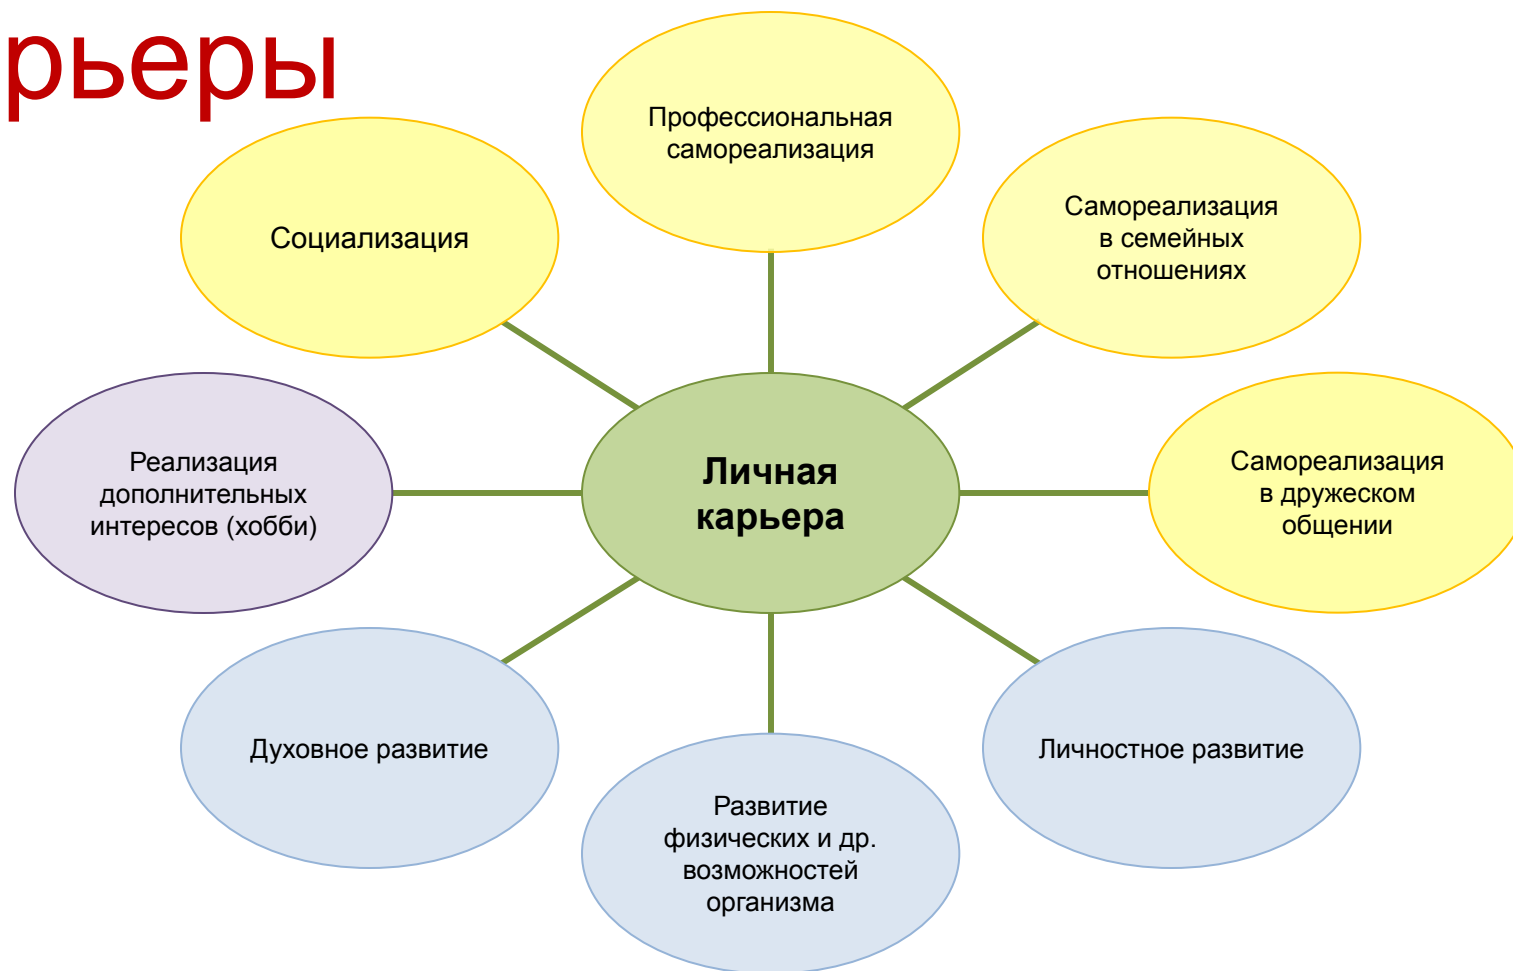 рьеры
Профессиональная
самореализация
Самореализация
в семейных
отношениях
Социализация
Самореализация
в дружеском
общении
Личная
карьера
Реализация
дополнительных
интересов (хобби)
Личностное развитие
Духовное развитие
Развитие
физических и др.
возможностей
организма